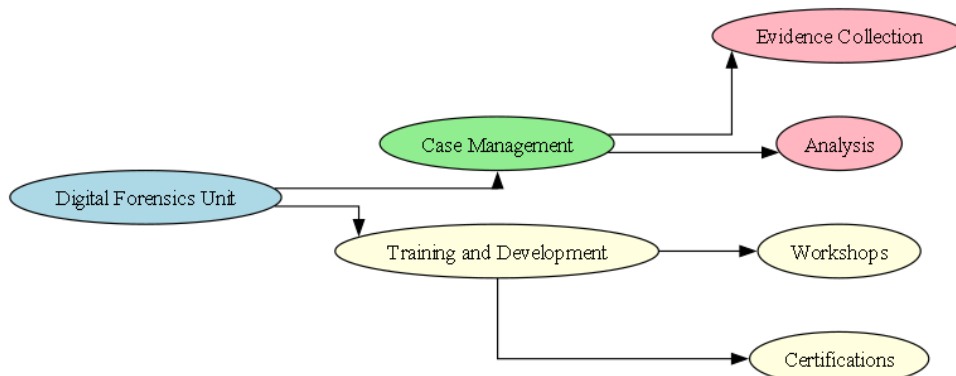 Evidence Collection
Case Management
Analysis
Digital Forensics Unit
Training and Development
Workshops
Certifications